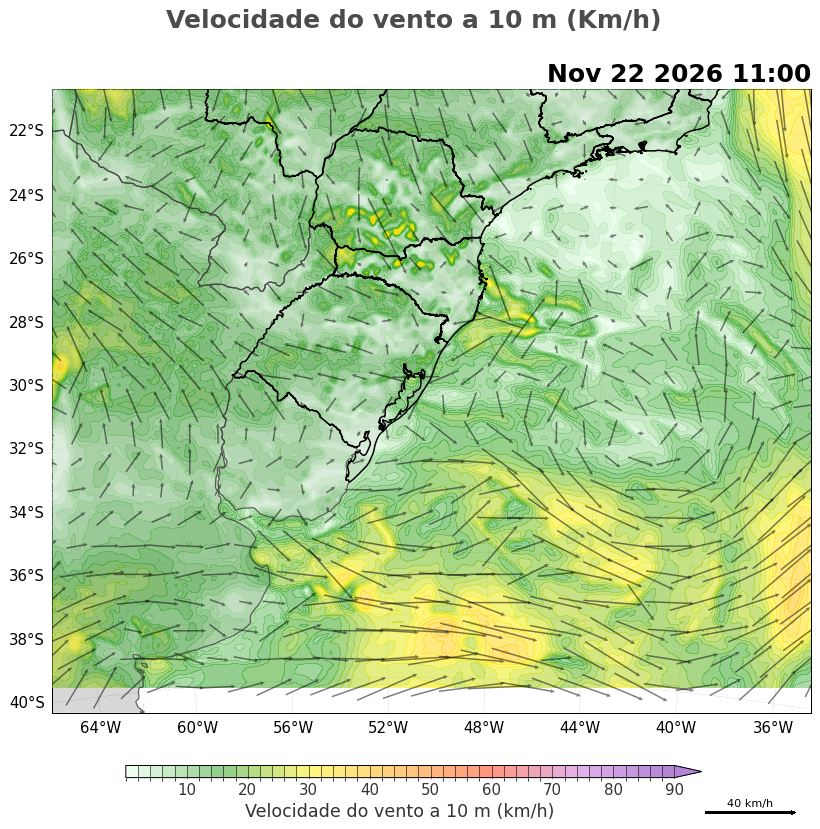 Velocidade do vento a 10 m (Km/h)
Nov 22 2026 11:00
22°S
24°S
26°S
28°S
30°S
32°S
34°S
36°S
38°S
40°S
64°W 60°W 56°W 52°W 48°W 44°W 40°W 36°W
10 20 30 40 50 60 70 80 90
Velocidade do vento a 10 m (km/h)
40 km/h